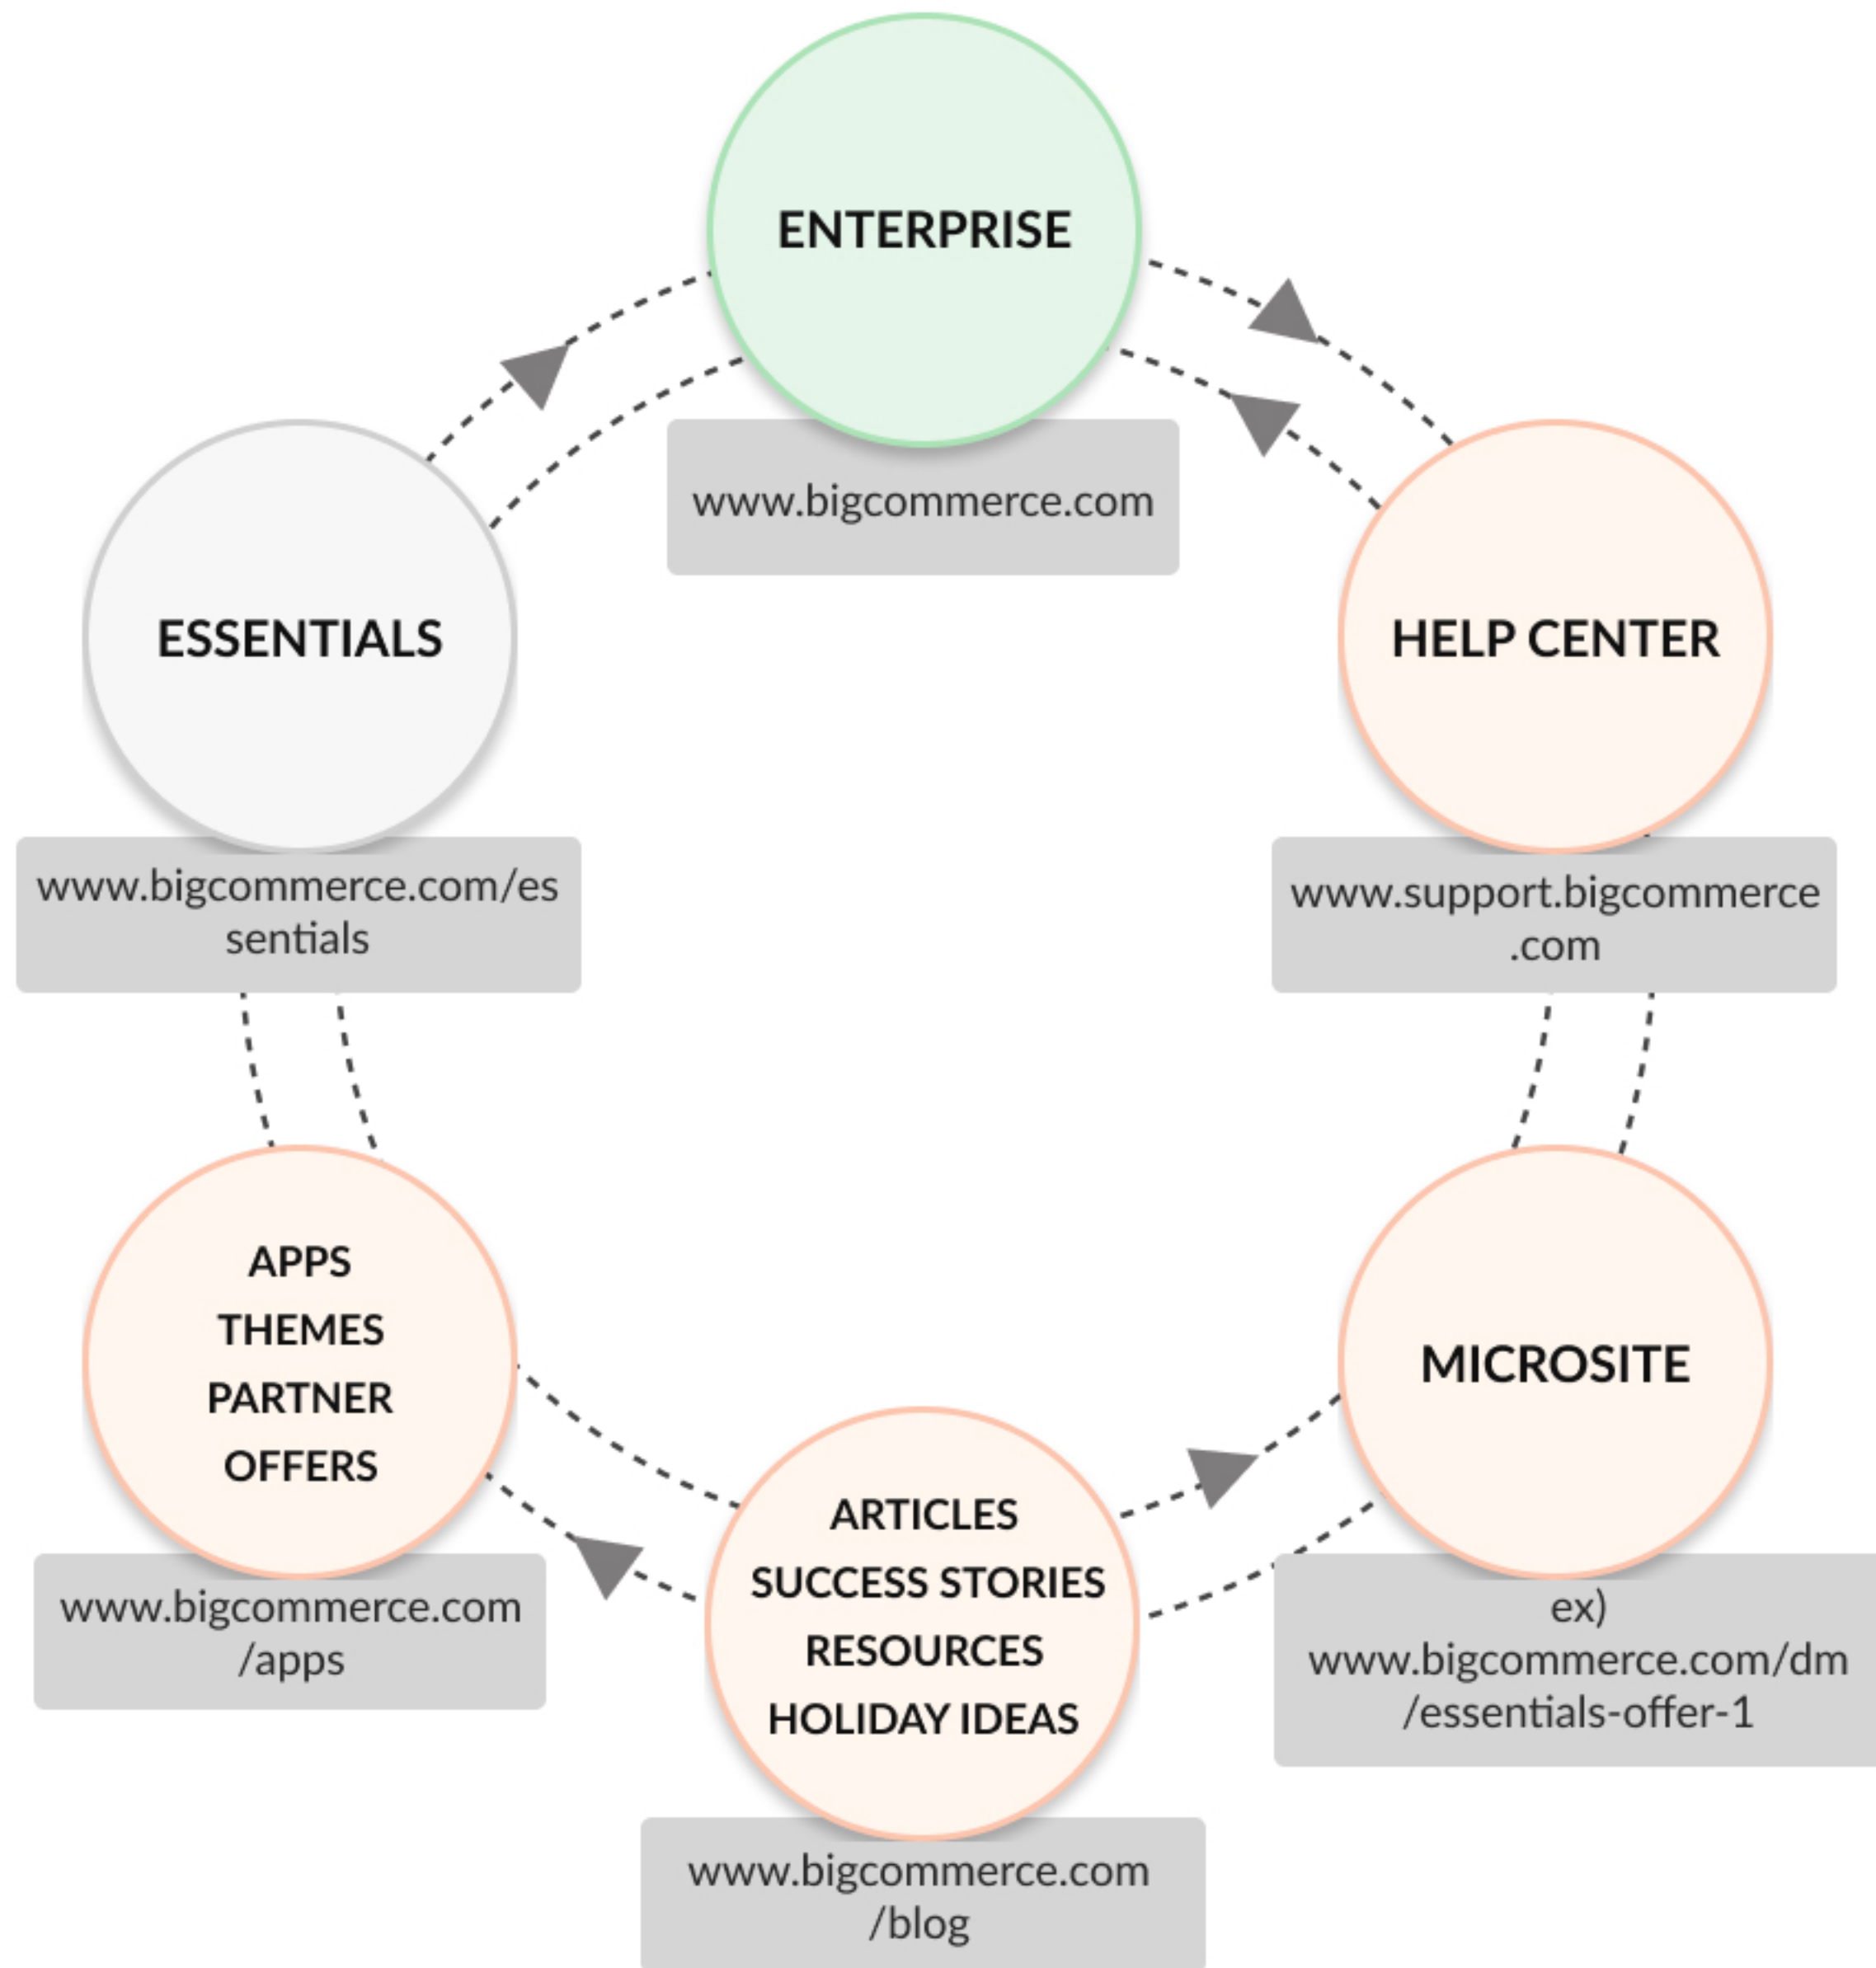 ENTERPRISE
www.bigcommerce.com
ESSENTIALS
www.bigcommerce.com/es
sentials
HELP CENTER
www.support.bigcommerce
.com
APPS
THEMES
PARTNER
OFFERS
www.bigcommerce.com
/apps
MICROSITE
ex)
www.bigcommerce.com/dm
/essentials-offer-1
ARTICLES
SUCCESS STORIES
RESOURCES
HOLIDAY IDEAS
www.bigcommerce.com
/blog